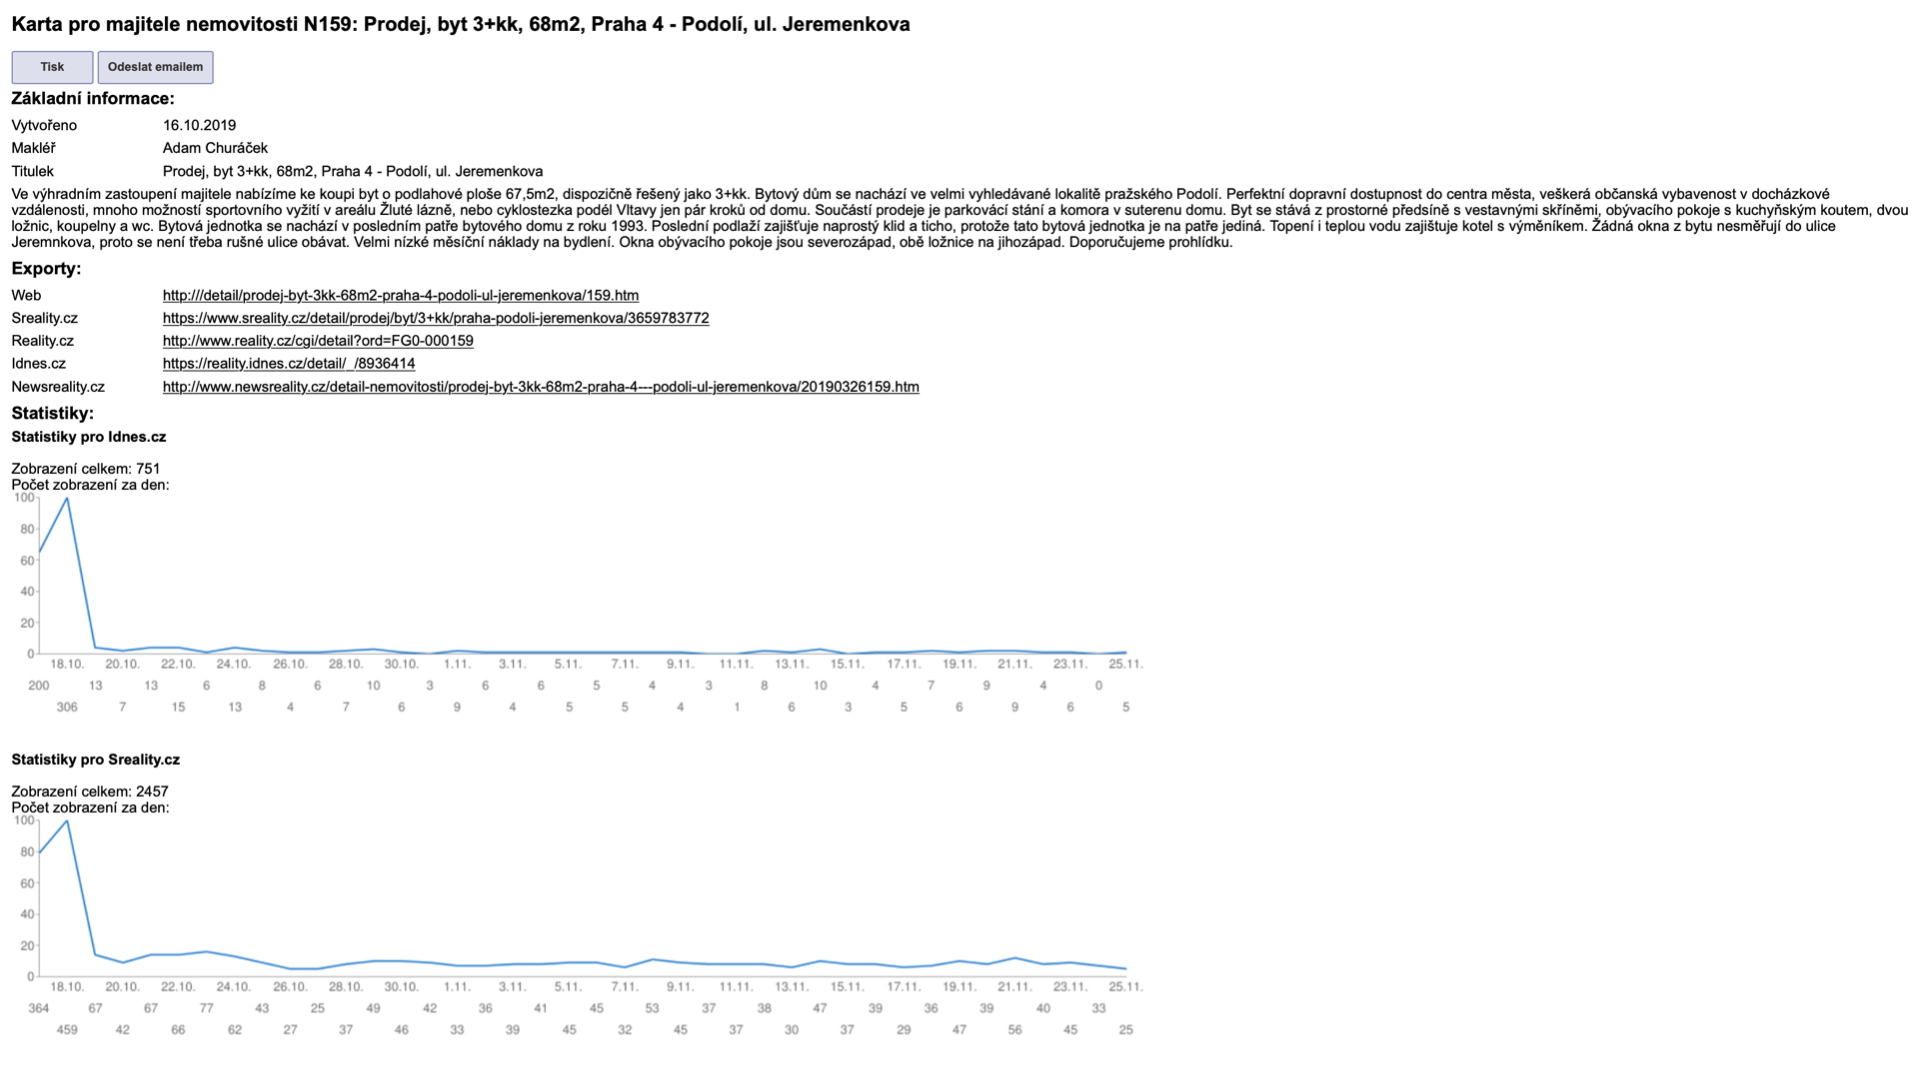 Karta pro majitele nemovitosti N159: Prodej, byt 3+kk, 68m2, Praha 4 - Podolí, ul. Jeremenkova
Tisk Odeslat emailem
Základní informace:
Vytvořeno 16.10.2019
Makléř Adam Churáček
Titulek Prodej, byt 3+kk, 68m2, Praha 4 - Podolí, ul. Jeremenkova
Ve výhradním zastoupení majitele nabízíme ke koupi byt o podlahové ploše 67,5m2, dispozičně řešený jako 3+kk. Bytový dům se nachází ve velmi vyhledávané lokalitě pražského Podolí. Perfektní dopravní dostupnost do centra města, veškerá občanská vybavenost v docházkové
vzdálenosti, mnoho možností sportovního vyžití v areálu Žluté lázně, nebo cyklostezka podél Vltavy jen pár kroků od domu. Součástí prodeje je parkovácí stání a komora v suterenu domu. Byt se stává z prostorné předsíně s vestavnými skříněmi, obývacího pokoje s kuchyňským koutem, dvou
ložnic, koupelny a wc. Bytová jednotka se nachází v posledním patře bytového domu z roku 1993. Poslední podlaží zajišťuje naprostý klid a ticho, protože tato bytová jednotka je na patře jediná. Topení i teplou vodu zajištuje kotel s výměníkem. Žádná okna z bytu nesměřují do ulice
Jeremnkova, proto se není třeba rušné ulice obávat. Velmi nízké měsíční náklady na bydlení. Okna obývacího pokoje jsou severozápad, obě ložnice na jihozápad. Doporučujeme prohlídku.
Exporty:
Web http:///detail/prodej-byt-3kk-68m2-praha-4-podoli-ul-jeremenkova/159.htm
Sreality.cz https://www.sreality.cz/detail/prodej/byt/3+kk/praha-podoli-jeremenkova/3659783772
Reality.cz http://www.reality.cz/cgi/detail?ord=FG0-000159
Idnes.cz https://reality.idnes.cz/detail/_/8936414
Newsreality.cz http://www.newsreality.cz/detail-nemovitosti/prodej-byt-3kk-68m2-praha-4---podoli-ul-jeremenkova/20190326159.htm
Statistiky:
Statistiky pro Idnes.cz
Zobrazení celkem: 751
Počet zobrazení za den:
100
80
60
40
20
0
18.10. 20.10. 22.10. 24.10. 26.10. 28.10. 30.10. 1.11. 3.11. 5.11. 7.11. 9.11. 11.11. 13.11. 15.11. 17.11. 19.11. 21.11. 23.11. 25.11.
200 13 13 6 8 6 10 3 6 6 5 4 3 8 10 4 7 9 4 0
306 7 15 13 4 7 6 9 4 5 5 4 1 6 3 5 6 9 6 5
Statistiky pro Sreality.cz
Zobrazení celkem: 2457
Počet zobrazení za den:
100
80
60
40
20
0
18.10. 20.10. 22.10. 24.10. 26.10. 28.10. 30.10. 1.11. 3.11. 5.11. 7.11. 9.11. 11.11. 13.11. 15.11. 17.11. 19.11. 21.11. 23.11. 25.11.
364 67 67 77 43 25 49 42 36 41 45 53 37 38 47 39 36 39 40 33
459 42 66 62 27 37 46 33 39 45 32 45 37 30 37 29 47 56 45 25